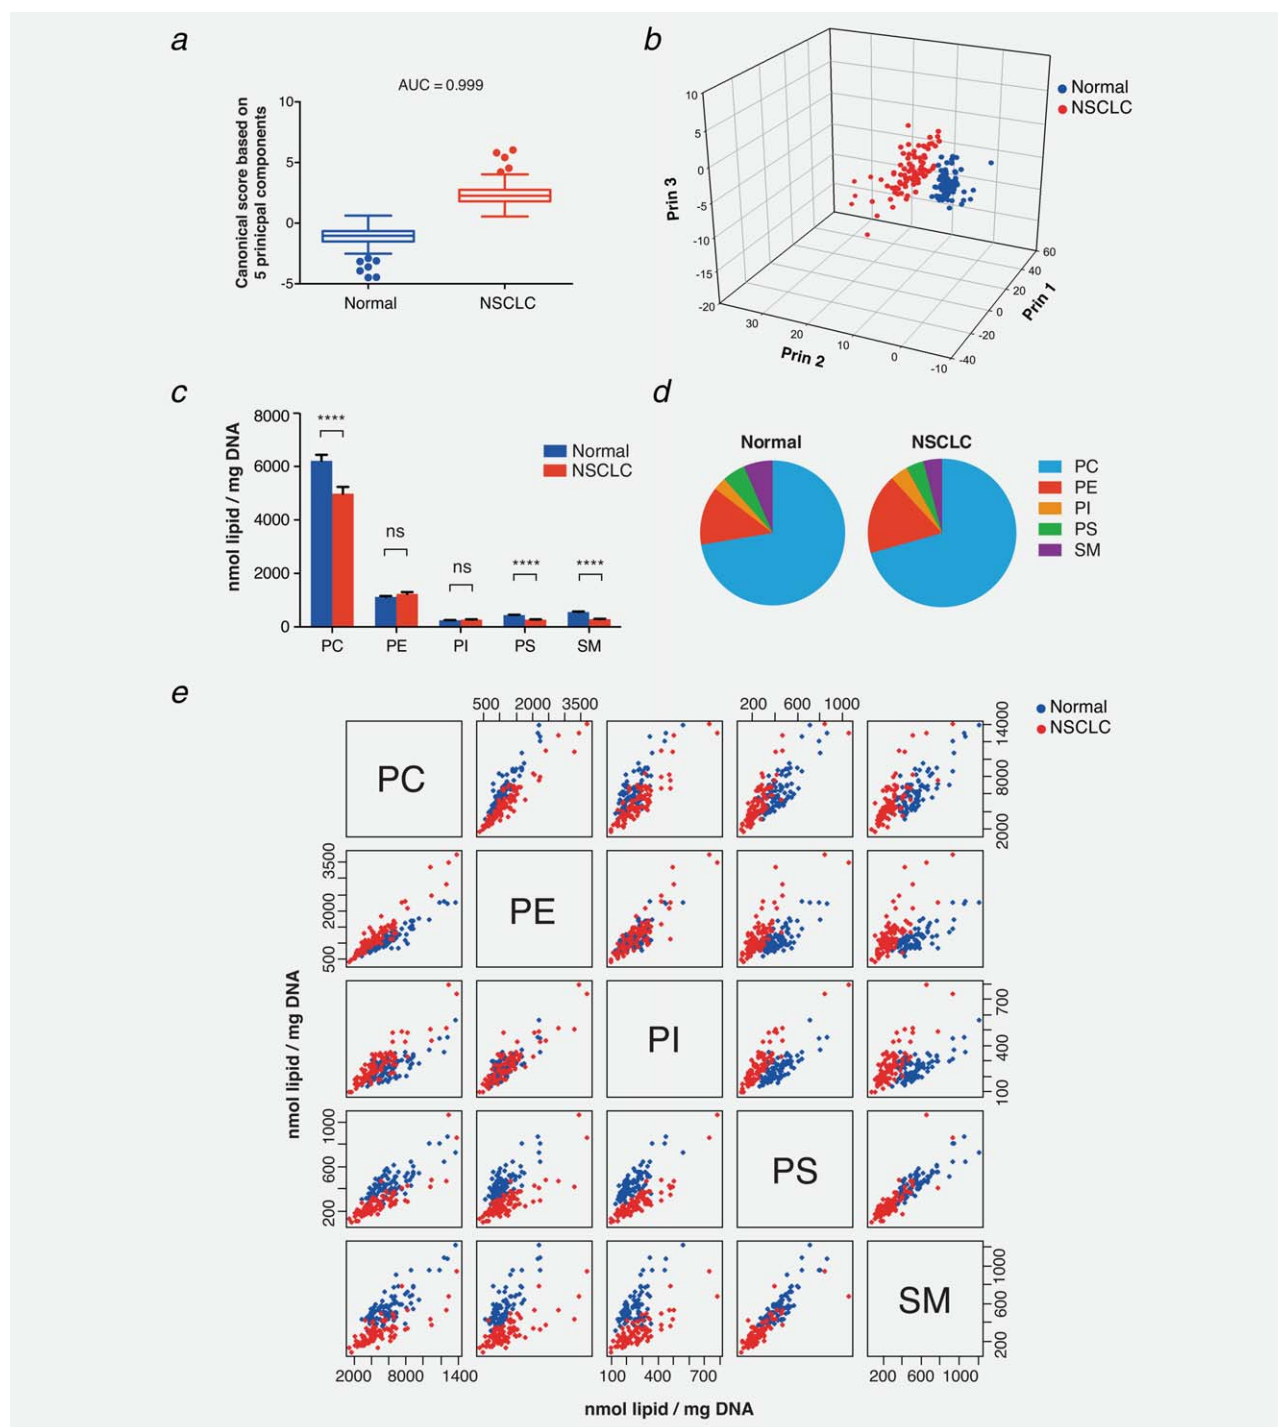 a
AUC = 0.999
Canonical score based on
5 prinicpal components
10
5
0
-5
Normal
NSCLC
b
Normal
NSCLC
Prin 3
10
5
0
-5
-10
-15
-20
30
20
10
0
-10
Prin 2
60
40
20
0
-20
-40
Prin 1
c
nmol lipid / mg DNA
8000
6000
4000
2000
0
****
ns
ns
****
****
Normal
NSCLC
PC PE PI PS SM
d
Normal
NSCLC
PC
PE
PI
PS
SM
e
500 2000 3500
200 600 1000
Normal
NSCLC
PC
2000 8000 14000
500 2000 3500
PE
nmol lipid / mg DNA
PI
100 400 700
200 600 1000
PS
SM
200 600 1000
2000 8000 1400
100 400 700
200 600 1000
nmol lipid / mg DNA